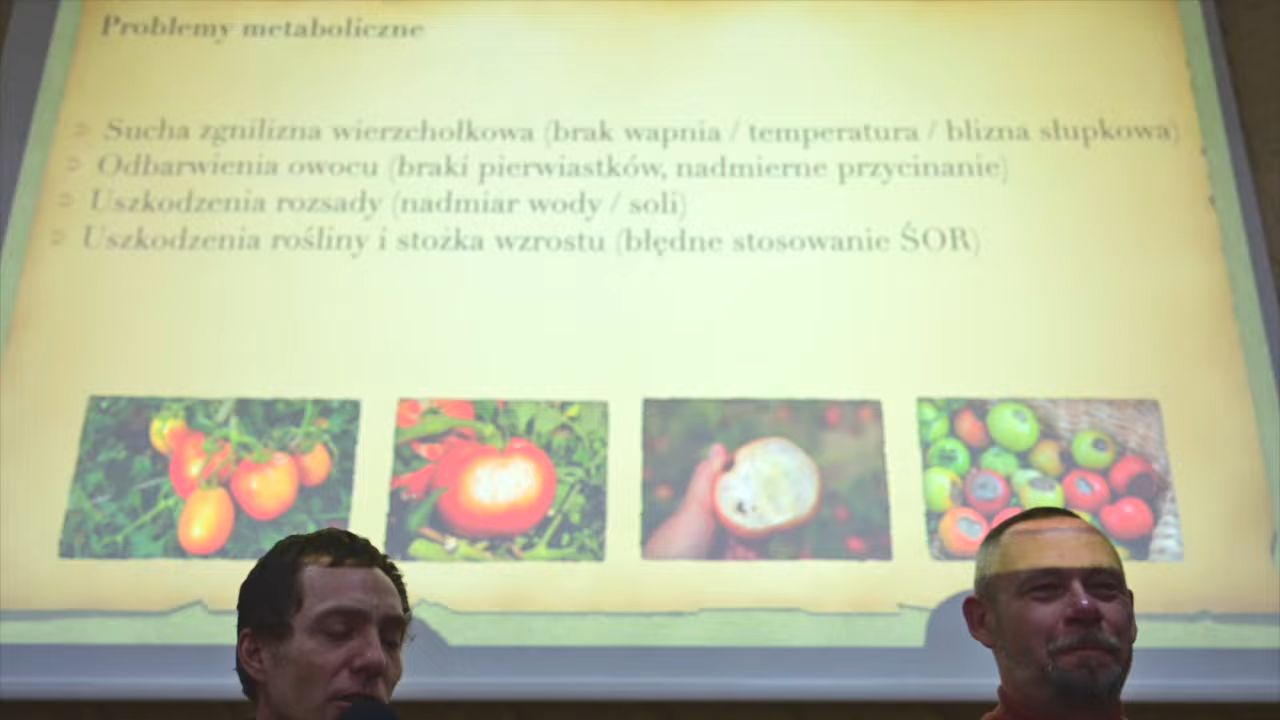 Problemy metaboliczne
Sucha zgnilizna wierzchołkowa (brak wapnia / temperatura / blizna słupkowa)
Odbarwienia owocu (braki pierwiastków, nadmierne przycinanie)
Uszkodzenia rozsady (nadmiar wody / soli)
Uszkodzenia rośliny i stożka wzrostu (błędne stosowanie ŚOR)